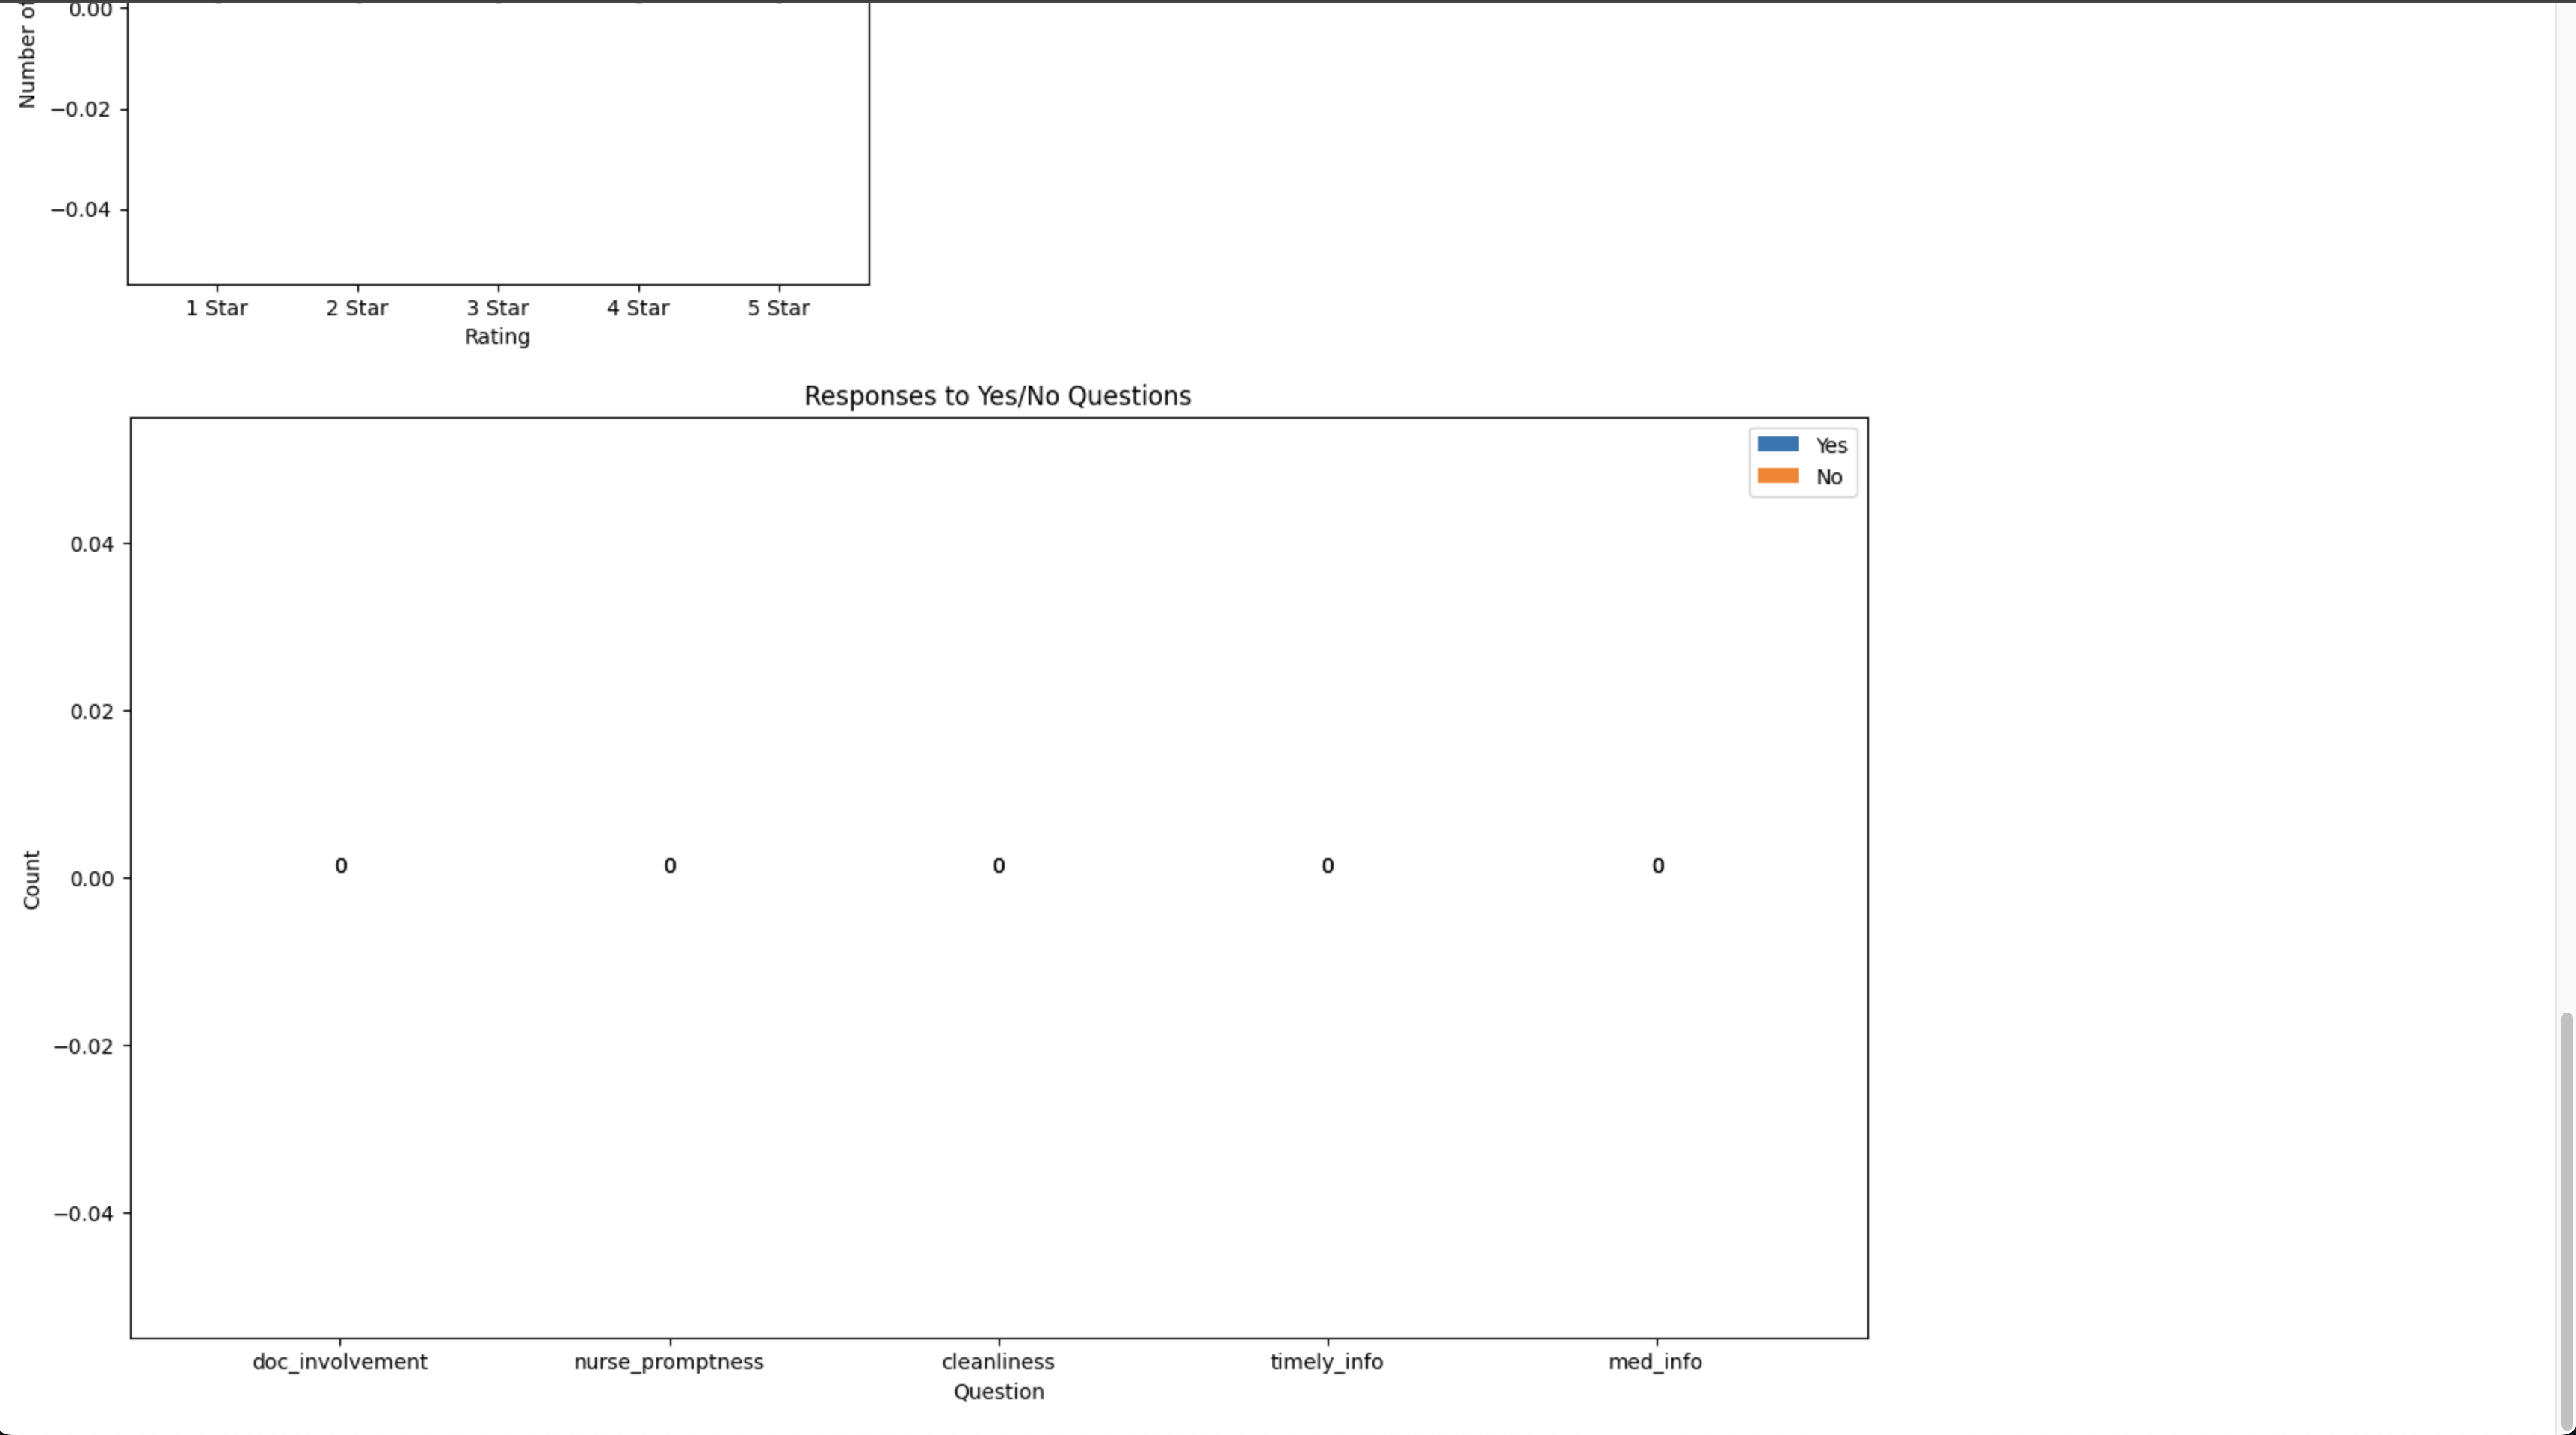 0.00
Number of
−0.02
−0.04
1 Star 2 Star 3 Star 4 Star 5 Star
Rating
Responses to Yes/No Questions
Yes
No
0.04
0.02
0 0 0 0 0
0.00
Count
−0.02
−0.04
doc_involvement nurse_promptness cleanliness timely_info med_info
Question